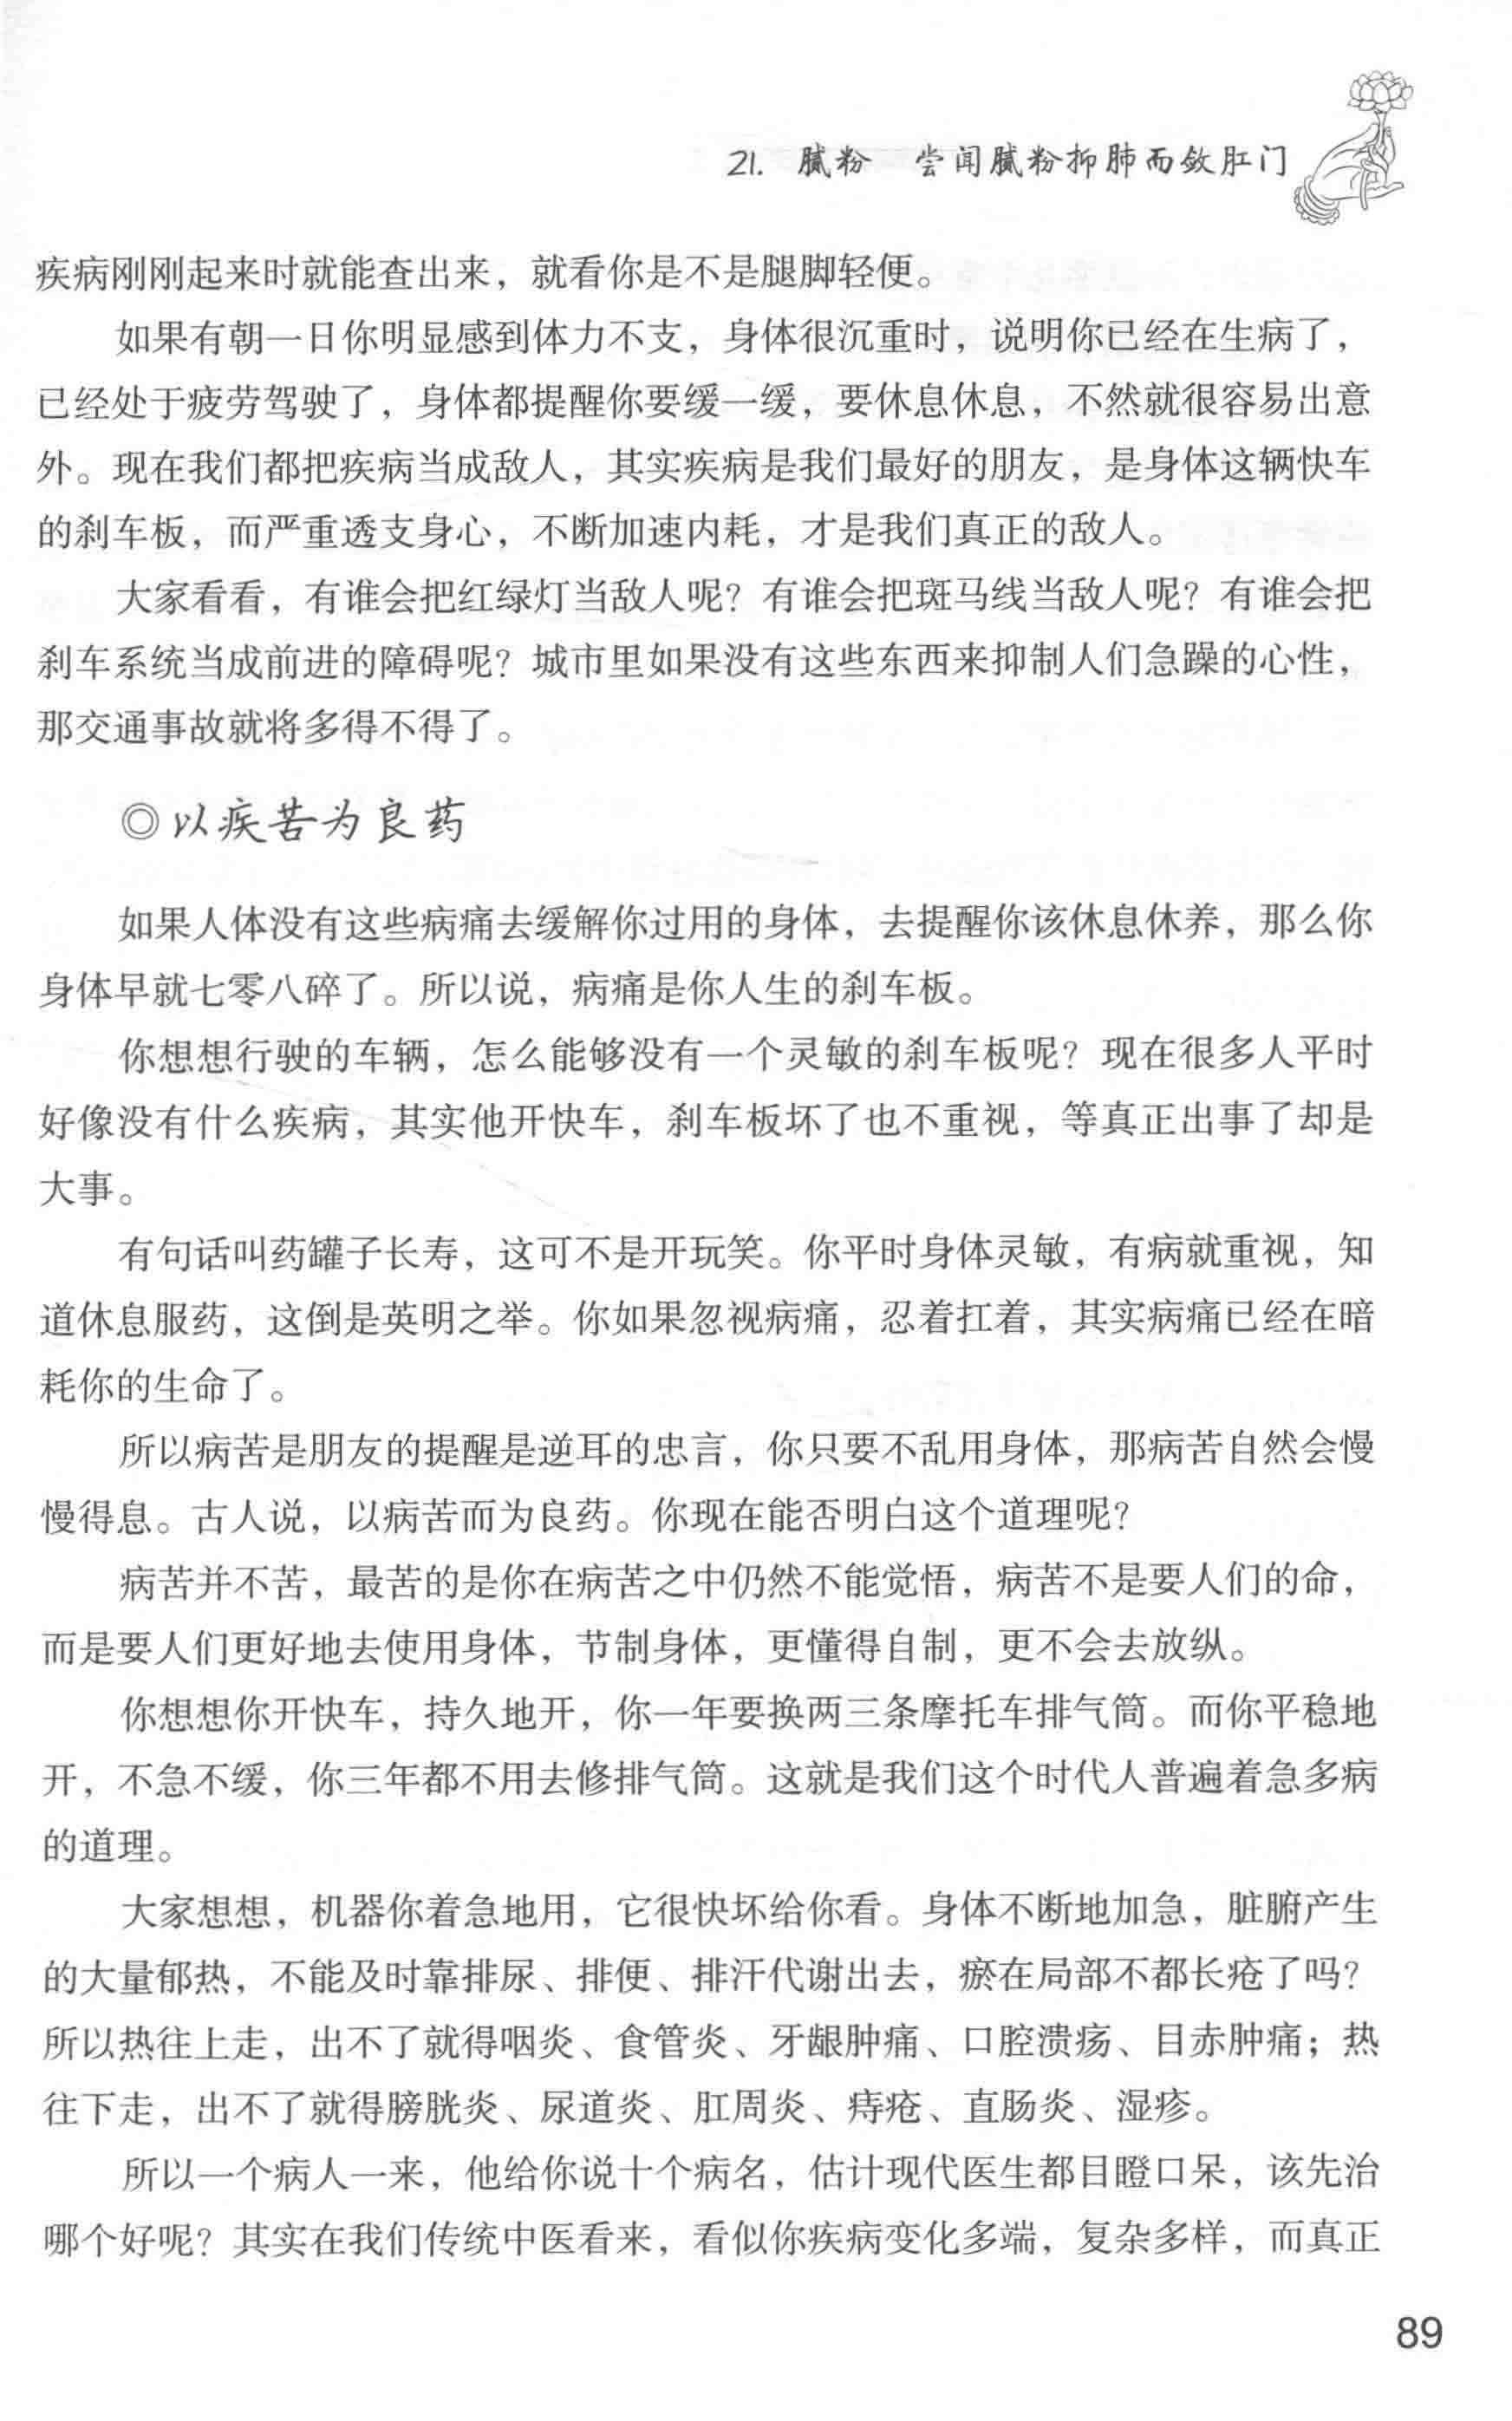 21. 腻粉　尝闻腻粉抑肺而敛肛门
疾病刚刚起来时就能查出来，就看你是不是腿脚轻便。
如果有朝一日你明显感到体力不支，身体很沉重时，说明你已经在生病了，
已经处于疲劳驾驶了，身体都提醒你要缓一缓，要休息休息，不然就很容易出意
外。现在我们都把疾病当成敌人，其实疾病是我们最好的朋友，是身体这辆快车
的刹车板，而严重透支身心，不断加速内耗，才是我们真正的敌人。
大家看看，有谁会把红绿灯当敌人呢？有谁会把斑马线当敌人呢？有谁会把
刹车系统当成前进的障碍呢？城市里如果没有这些东西来抑制人们急躁的心性，
那交通事故就将多得不得了。
◎以疾苦为良药
如果人体没有这些病痛去缓解你过用的身体，去提醒你该休息休养，那么你
身体早就七零八碎了。所以说，病痛是你人生的刹车板。
你想想行驶的车辆，怎么能够没有一个灵敏的刹车板呢？现在很多人平时
好像没有什么疾病，其实他开快车，刹车板坏了也不重视，等真正出事了却是
大事。
有句话叫药罐子长寿，这可不是开玩笑。你平时身体灵敏，有病就重视，知
道休息服药，这倒是英明之举。你如果忽视病痛，忍着扛着，其实病痛已经在暗
耗你的生命了。
所以病苦是朋友的提醒是逆耳的忠言，你只要不乱用身体，那病苦自然会慢
慢得息。古人说，以病苦而为良药。你现在能否明白这个道理呢？
病苦并不苦，最苦的是你在病苦之中仍然不能觉悟，病苦不是要人们的命，
而是要人们更好地去使用身体，节制身体，更懂得自制，更不会去放纵。
你想想你开快车，持久地开，你一年要换两三条摩托车排气筒。而你平稳地
开，不急不缓，你三年都不用去修排气筒。这就是我们这个时代人普遍着急多病
的道理。
大家想想，机器你着急地用，它很快坏给你看。身体不断地加急，脏腑产生
的大量郁热，不能及时靠排尿、排便、排汗代谢出去，瘀在局部不都长疮了吗？
所以热往上走，出不了就得咽炎、食管炎、牙龈肿痛、口腔溃疡、目赤肿痛；热
往下走，出不了就得膀胱炎、尿道炎、肛周炎、痔疮、直肠炎、湿疹。
所以一个病人一来，他给你说十个病名，估计现代医生都目瞪口呆，该先治
哪个好呢？其实在我们传统中医看来，看似你疾病变化多端，复杂多样，而真正
89